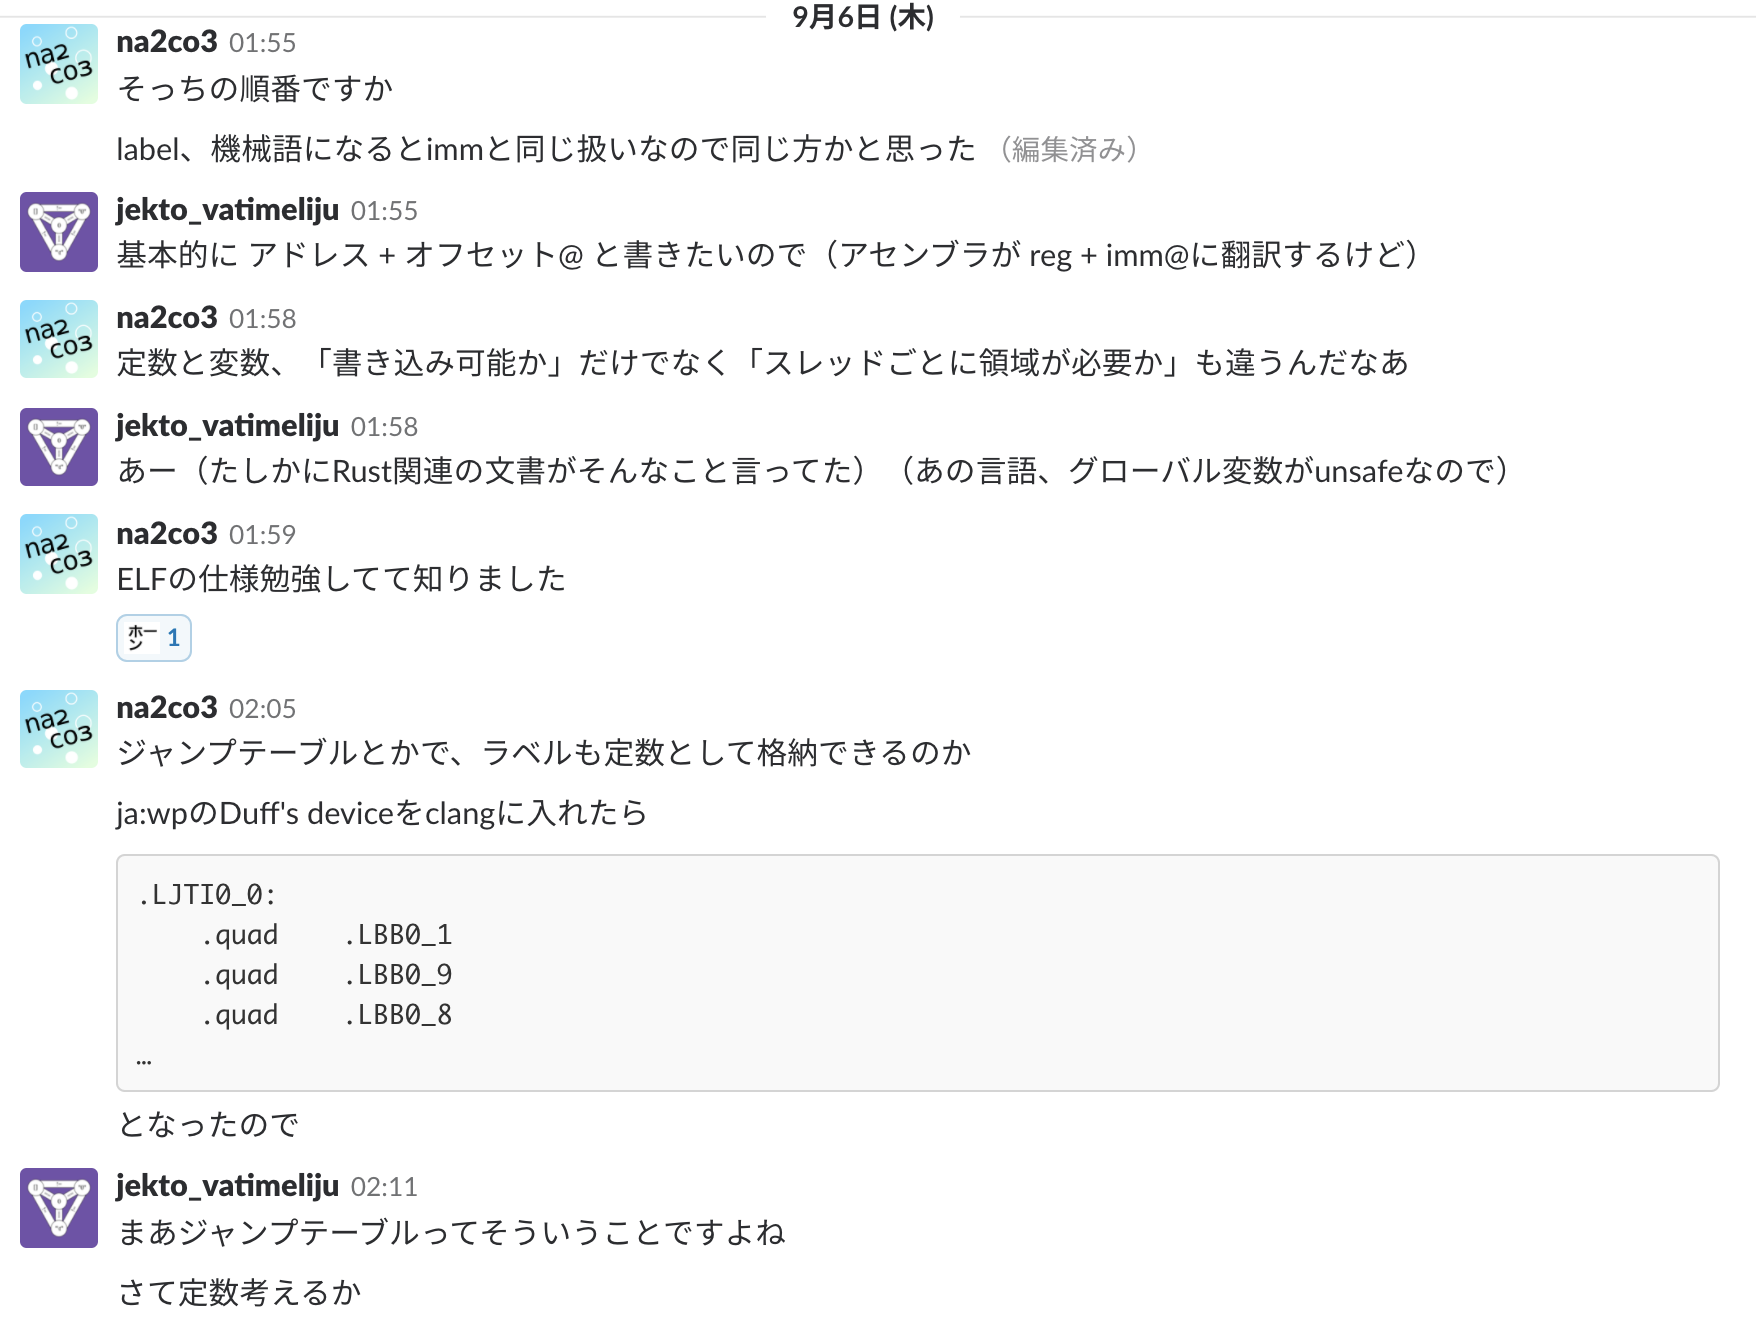 9月6日 (木)
na2co3
na2co3 01:55
そっちの順番ですか
label、機械語になるとimmと同じ扱いなので同じ方かと思った （編集済み）
jekto_vatimeliju 01:55
基本的に アドレス + オフセット@ と書きたいので（アセンブラが reg + imm@に翻訳するけど）
na2co3
na2co3 01:58
定数と変数、「書き込み可能か」だけでなく「スレッドごとに領域が必要か」も違うんだなあ
jekto_vatimeliju 01:58
あー（たしかにRust関連の文書がそんなこと言ってた）（あの言語、グローバル変数がunsafeなので）
na2co3
na2co3 01:59
ELFの仕様勉強してて知りました
ホーン 1
na2co3
na2co3 02:05
ジャンプテーブルとかで、ラベルも定数として格納できるのか
ja:wpのDuff's deviceをclangに入れたら
.LJTI0_0:
.quad .LBB0_1
.quad .LBB0_9
.quad .LBB0_8
…
となったので
jekto_vatimeliju 02:11
まあジャンプテーブルってそういうことですよね
さて定数考えるか